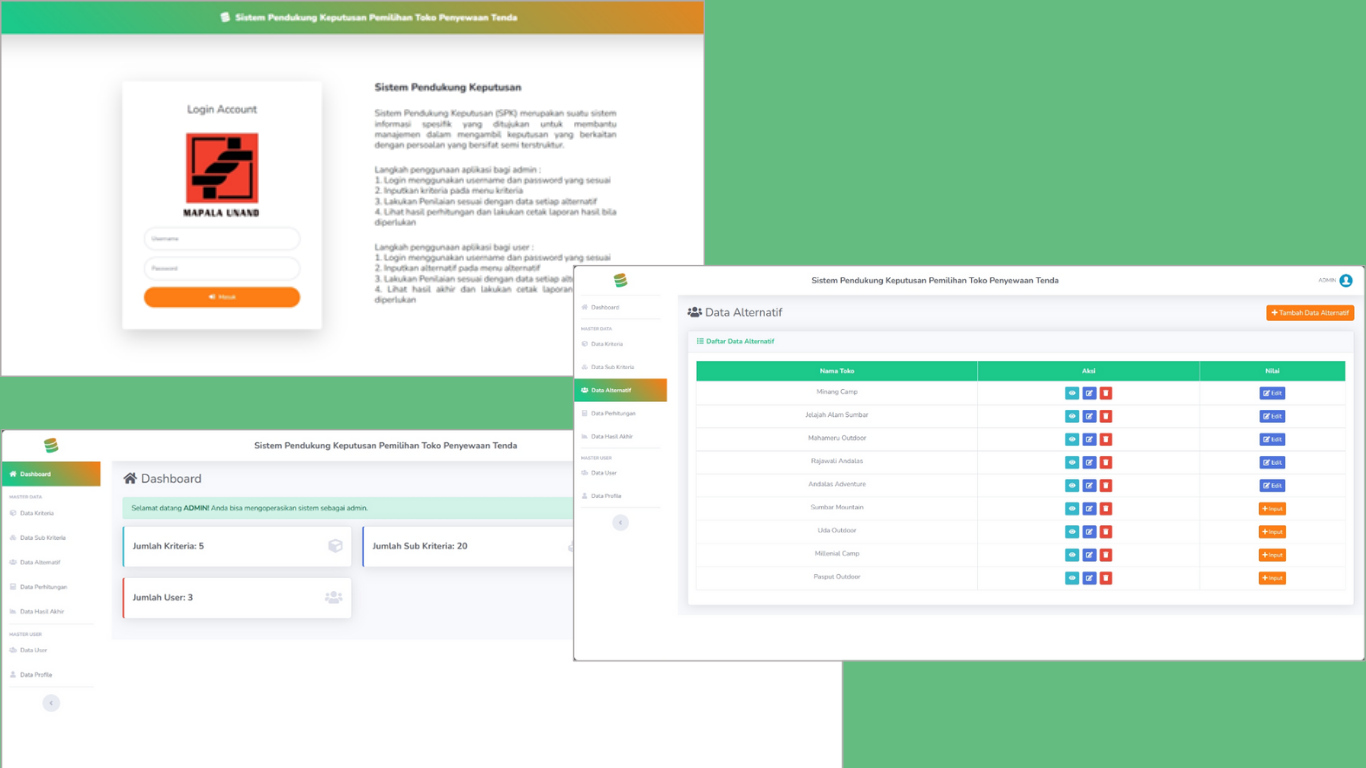 Sistem Pendukung Keputusan Pemilihan Toko Penyewaan Tenda
Login Account
MAPALA UNAND
Username
Password
Masuk
Sistem Pendukung Keputusan
Sistem Pendukung Keputusan (SPK) merupakan suatu sistem
informasi spesifik yang ditujukan untuk membantu
manajemen dalam mengambil keputusan yang berkaitan
dengan persoalan yang bersifat semi terstruktur.
Langkah penggunaan aplikasi bagi admin :
1. Login menggunakan username dan password yang sesuai
2. Inputkan kriteria pada menu kriteria
3. Lakukan Penilaian sesuai dengan data setiap alternatif
4. Lihat hasil perhitungan dan lakukan cetak laporan hasil bila
diperlukan
Langkah penggunaan aplikasi bagi user :
1. Login menggunakan username dan password yang sesuai
2. Inputkan alternatif pada menu alternatif
3. Lakukan Penilaian sesuai dengan data setiap alt
4. Lihat hasil akhir dan lakukan cetak laporan
diperlukan
Sistem Pendukung Keputusan Pemilihan Toko Penyewaan Tenda
ADMIN
Dashboard
MASTER DATA
Data Kriteria
Data Sub Kriteria
Data Alternatif
Data Perhitungan
Data Hasil Akhir
MASTER USER
Data User
Data Profile
Data Alternatif
+ Tambah Data Alternatif
Daftar Data Alternatif
Nama Toko Aksi Nilai
Minang Camp Edit
Jelajah Alam Sumbar Edit
Mahameru Outdoor Edit
Rajawali Andalas Edit
Andalas Adventure Edit
Sumbar Mountain + Input
Uda Outdoor + Input
Millenial Camp + Input
Panpat Outdoor + Input
Sistem Pendukung Keputusan Pemilihan Toko Penyewaan Tenda
Dashboard
MASTER DATA
Data Kriteria
Data Sub Kriteria
Data Alternatif
Data Perhitungan
Data Hasil Akhir
MASTER USER
Data User
Data Profile
Dashboard
Selamat datang ADMIN! Anda bisa mengoperasikan sistem sebagai admin.
Jumlah Kriteria: 5
Jumlah Sub Kriteria: 20
Jumlah User: 3